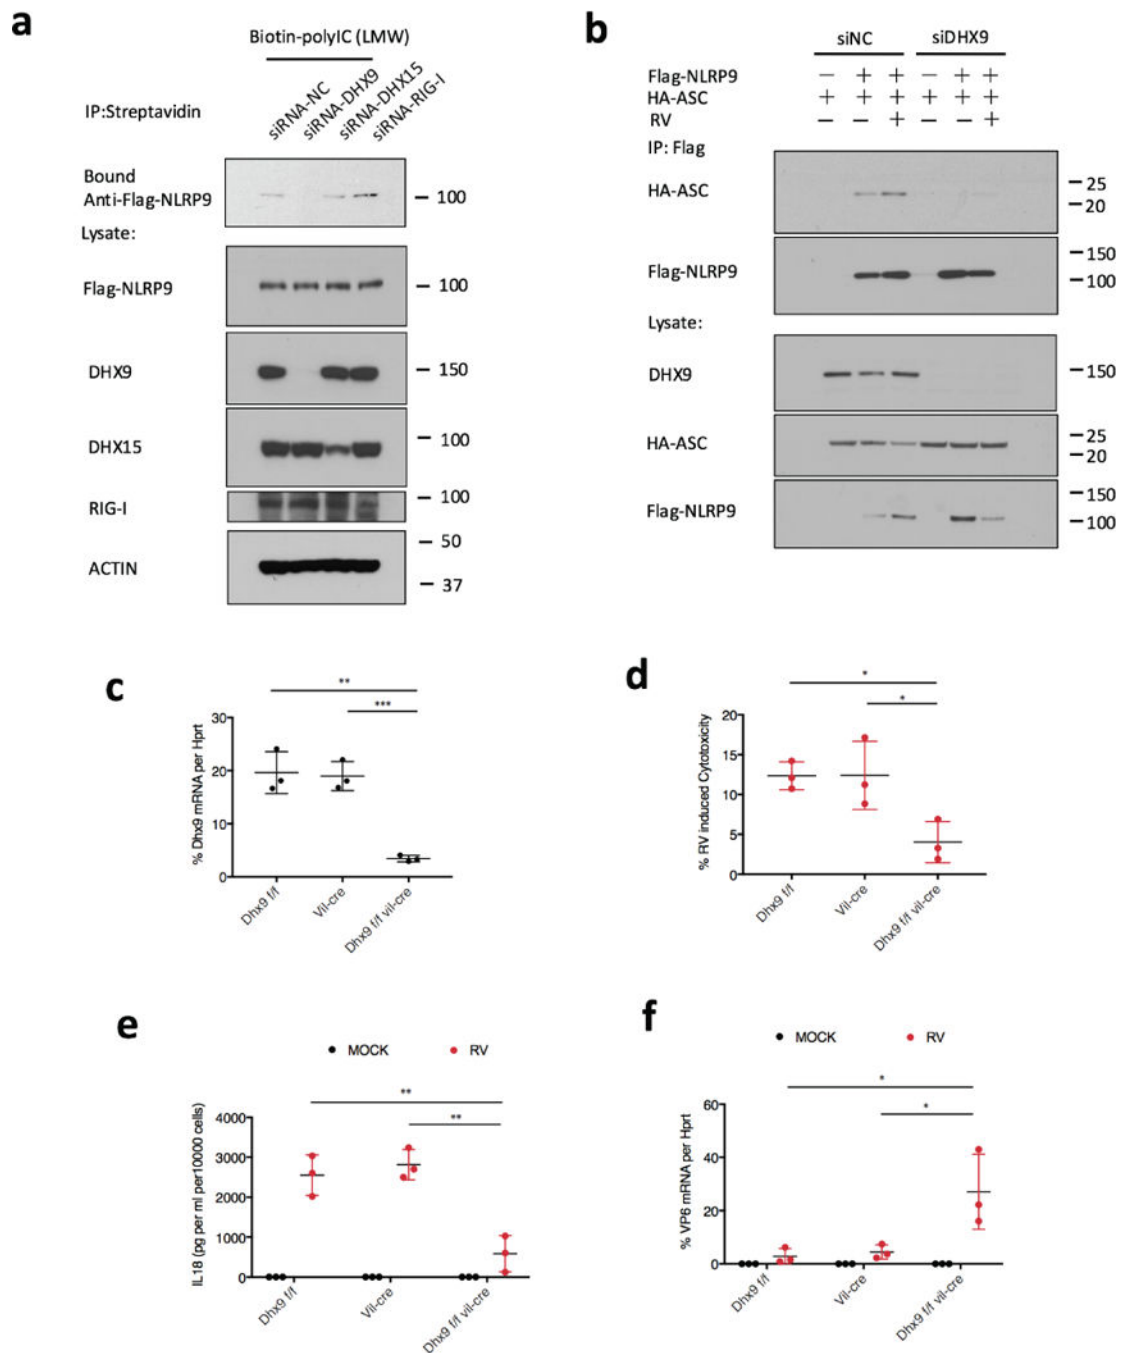 a
Biotin-polyIC (LMW)
IP:Streptavidin
siRNA-NC
siRNA-DHX9
siRNA-DHX15
siRNA-RIG-I
Bound
Anti-Flag-NLRP9
– 100
Lysate:
Flag-NLRP9
– 100
DHX9
– 150
DHX15
– 100
RIG-I
– 100
– 50
ACTIN
– 37
b
siNC siDHX9
Flag-NLRP9 – + + – + +
HA-ASC + + + + + +
RV – – + – – +
IP: Flag
HA-ASC
– 25
– 20
Flag-NLRP9
– 150
– 100
Lysate:
DHX9
– 150
HA-ASC
– 25
– 20
Flag-NLRP9
– 150
– 100
c
** 
***
% Dhx9 mRNA per Hprt
30
20
10
0
Dhx9 f/f
Vil-cre
Dhx9 f/f vil-cre
d
*
*
% RV induced Cytotoxicity
20
15
10
5
0
Dhx9 f/f
Vil-cre
Dhx9 f/f vil-cre
e
MOCK RV
**
**
IL18 (pg per ml per10000 cells)
4000
3000
2000
1000
0
Dhx9 f/f
Vil-cre
Dhx9 f/f vil-cre
f
MOCK RV
*
*
% VP6 mRNA per Hprt
60
40
20
0
Dhx9 f/f
Vil-cre
Dhx9 f/f vil-cre